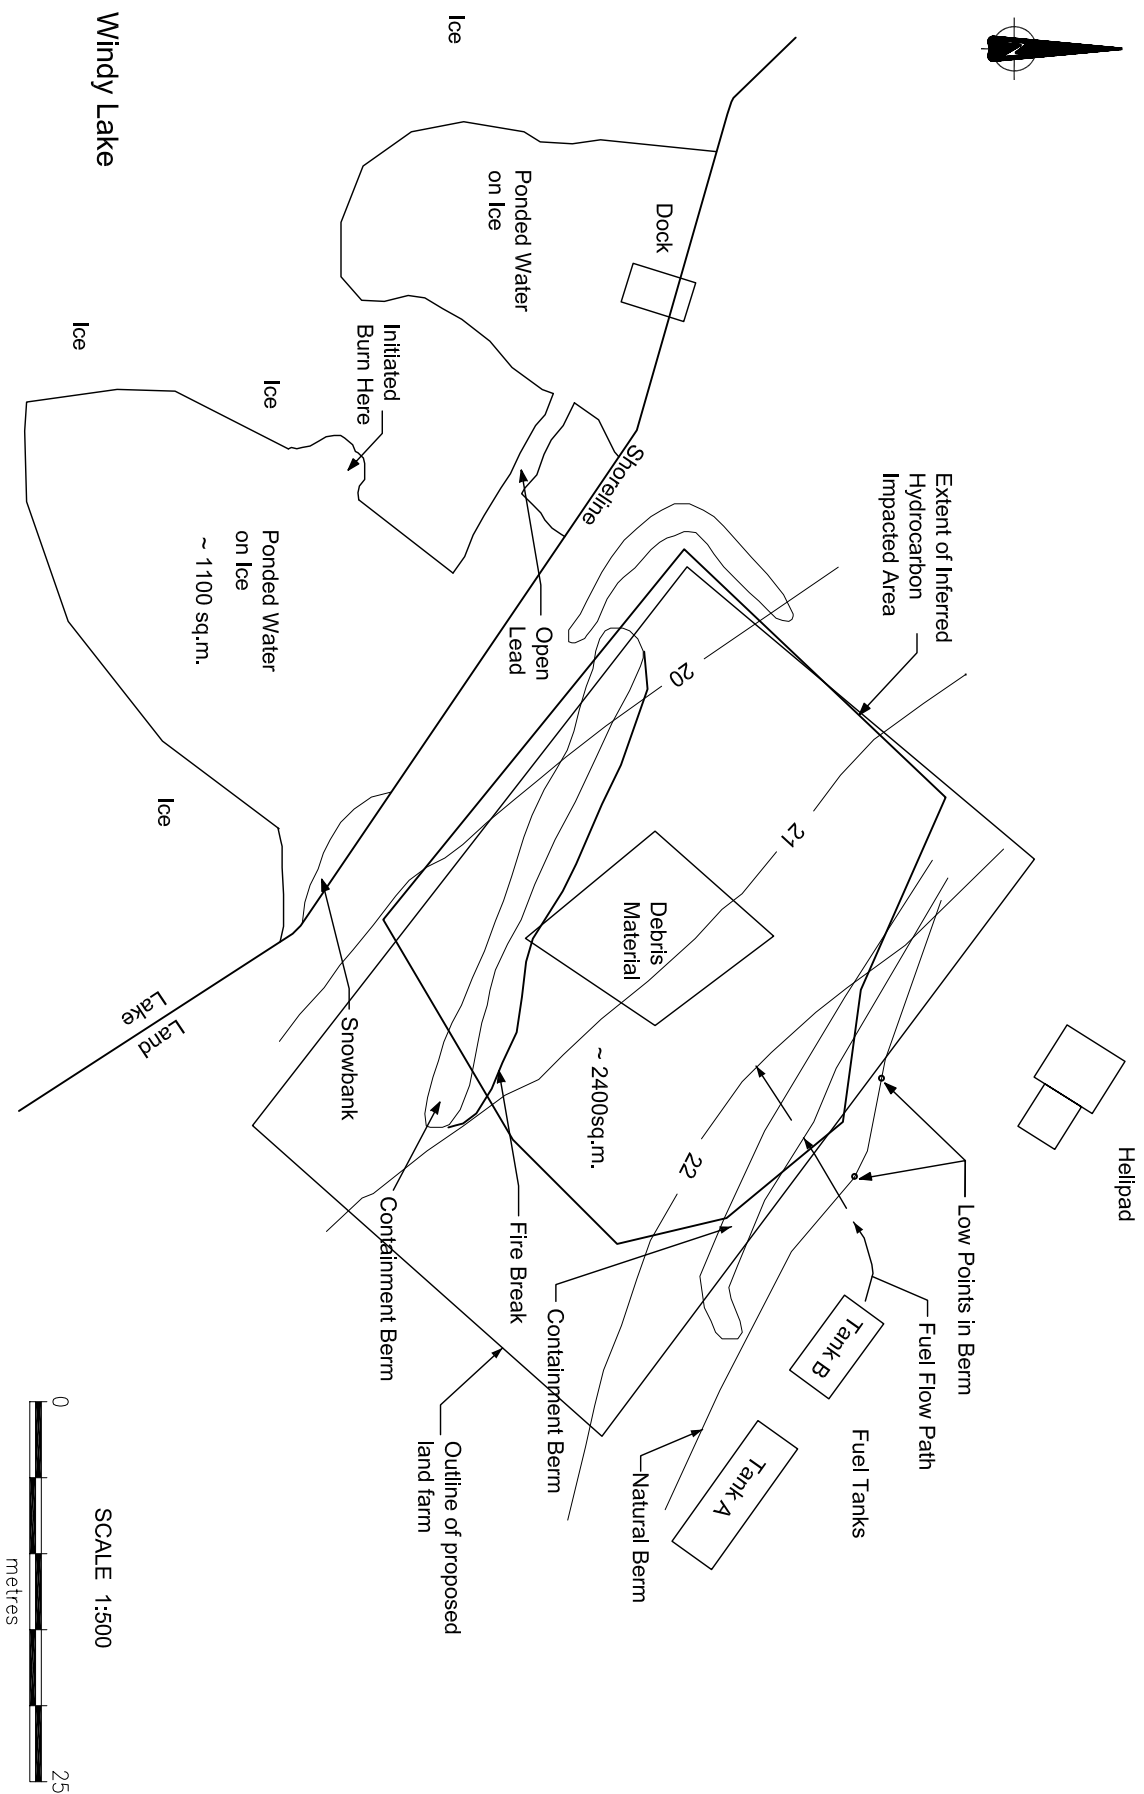 Helipad
Low Points in Berm
Fuel Flow Path
Extent of Inferred
Hydrocarbon
Impacted Area
Fuel Tanks
Tank B
Tank A
21
22
20
Dock
Shoreline
Debris
Material
~ 2400sq.m.
Natural Berm
Containment Berm
Fire Break
Ponded Water
on Ice
Open
Lead
Ice
Initiated
Burn Here
Containment Berm
Outline of proposed
land farm
Snowbank
Ice
Ponded Water
on Ice
~ 1100 sq.m.
Ice
Lake
Land
Windy Lake
Ice
SCALE 1:500
0
25
metres